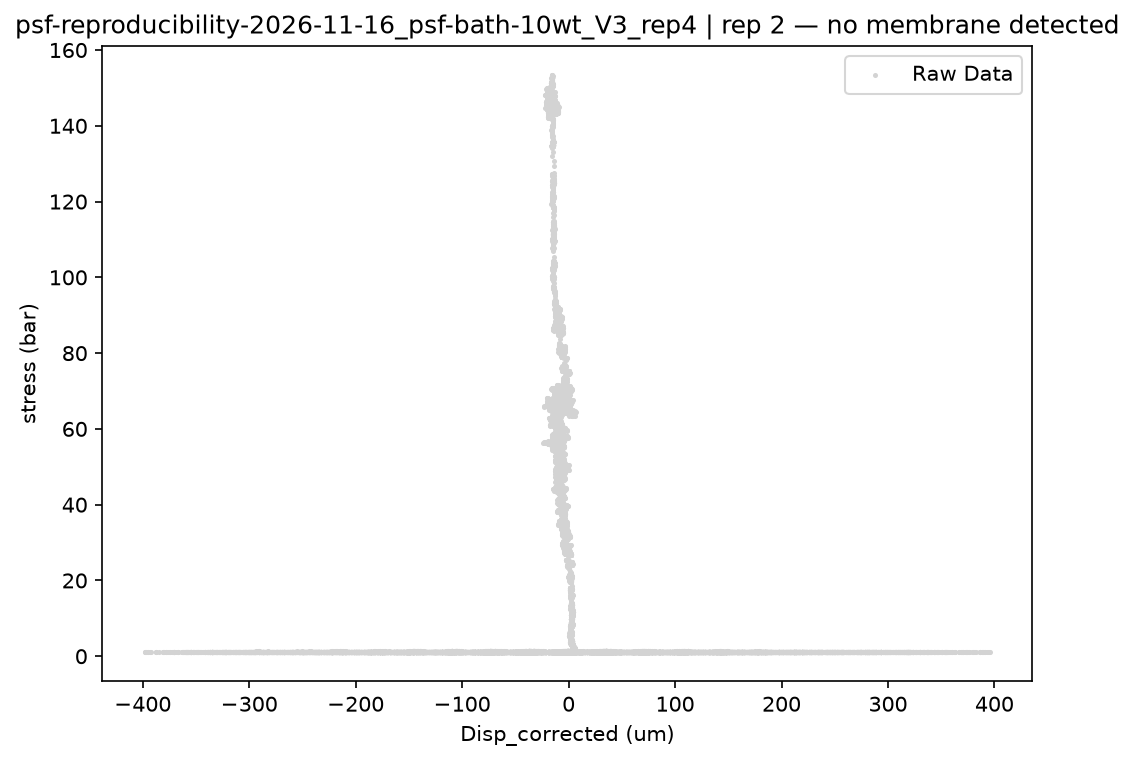 psf-reproducibility-2026-11-16_psf-bath-10wt_V3_rep4 | rep 2 — no membrane detected
Raw Data
stress (bar)
160
140
120
100
80
60
40
20
0
−400 −300 −200 −100 0 100 200 300 400
Disp_corrected (um)